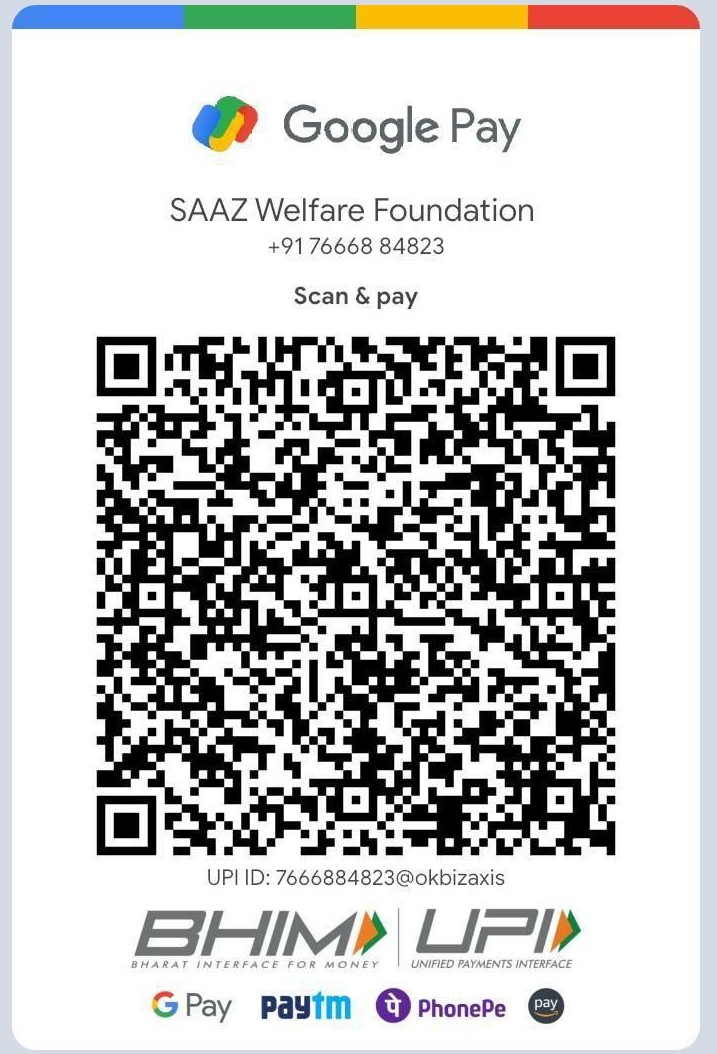 Google Pay
SAAZ Welfare Foundation
+91 76668 84823
Scan & pay
UPI ID: 7666884823@okbizaxis
BHIM UPI
BHARAT INTERFACE FOR MONEY UNIFIED PAYMENTS INTERFACE
G Pay paytm पे PhonePe pay